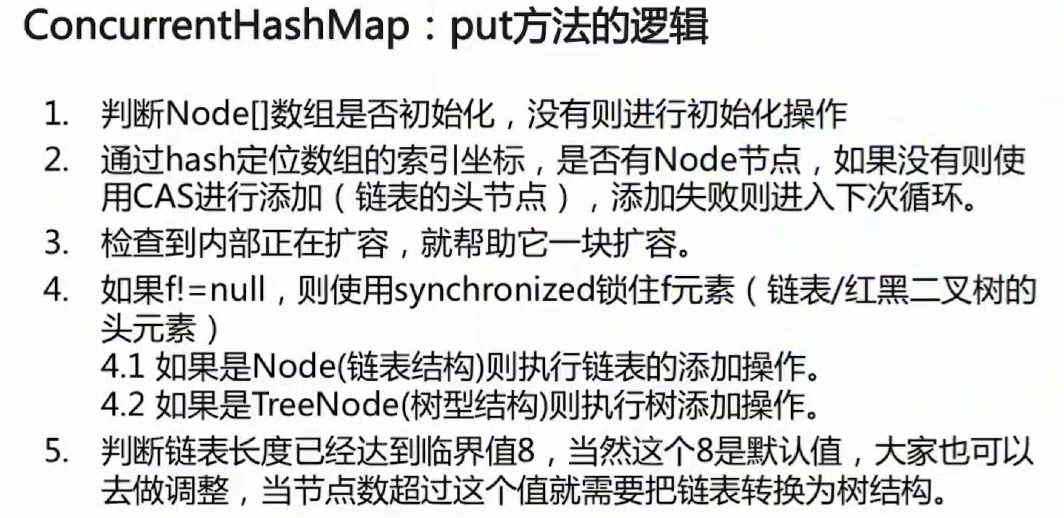 ConcurrentHashMap：put方法的逻辑
1. 判断Node[]数组是否初始化，没有则进行初始化操作
2. 通过hash定位数组的索引坐标，是否有Node节点，如果没有则使
用CAS进行添加（链表的头节点），添加失败则进入下次循环。
3. 检查到内部正在扩容，就帮助它一块扩容。
4. 如果f!=null，则使用synchronized锁住f元素（链表/红黑二叉树的
头元素）
4.1 如果是Node(链表结构)则执行链表的添加操作。
4.2 如果是TreeNode(树型结构)则执行树添加操作。
5. 判断链表长度已经达到临界值8，当然这个8是默认值，大家也可以
去做调整，当节点数超过这个值就需要把链表转换为树结构。